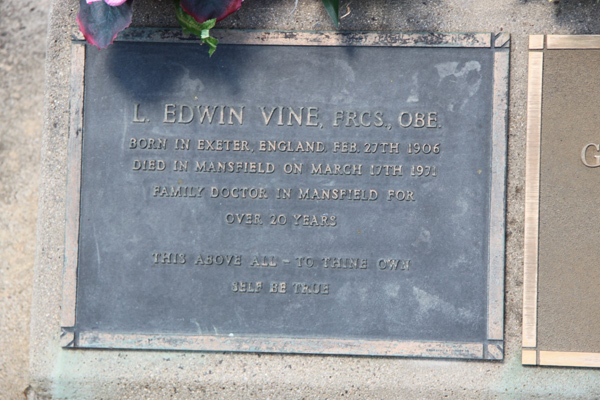 L. EDWIN VINE, FRCS., OBE.
BORN IN EXETER, ENGLAND, FEB. 27TH 1906
DIED IN MANSFIELD ON MARCH 17TH 1971
FAMILY DOCTOR IN MANSFIELD FOR
OVER 20 YEARS
THIS ABOVE ALL - TO THINE OWN
SELF BE TRUE
G